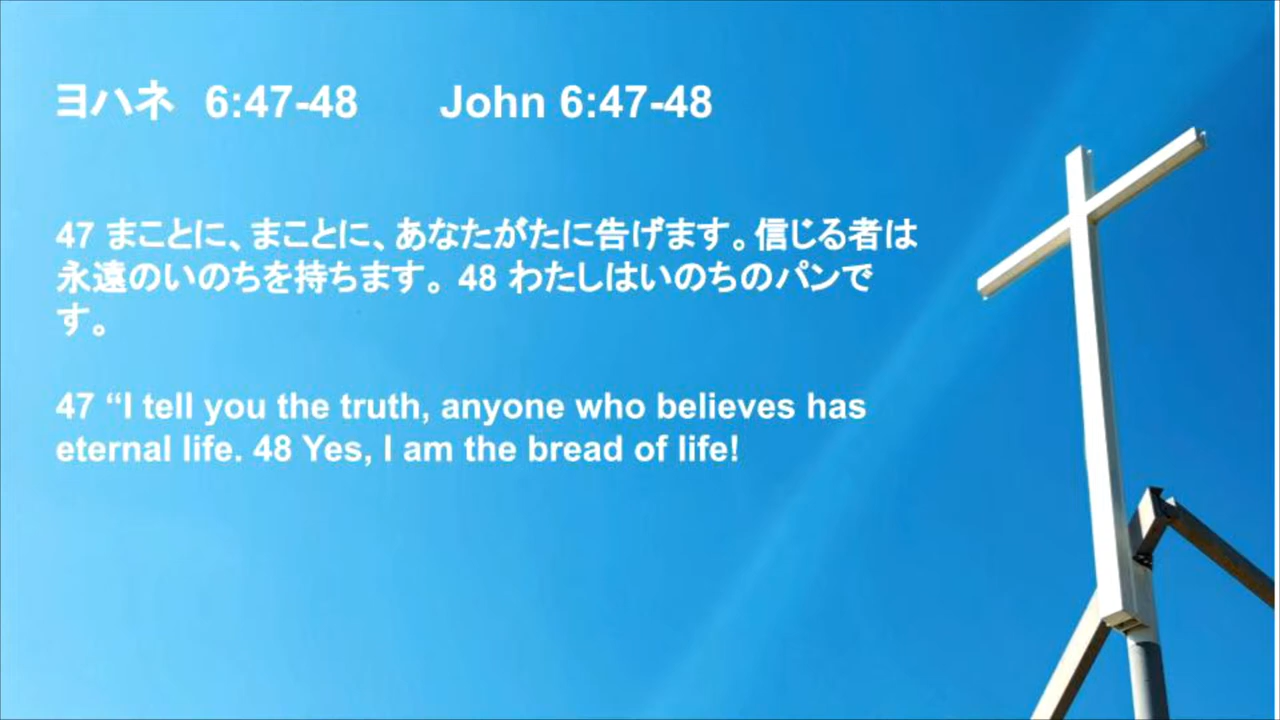 ヨハネ 6:47-48 John 6:47-48
47 まことに、まことに、あなたがたに告げます。信じる者は
永遠のいのちを持ちます。 48 わたしはいのちのパンで
す。
47 “I tell you the truth, anyone who believes has
eternal life. 48 Yes, I am the bread of life!